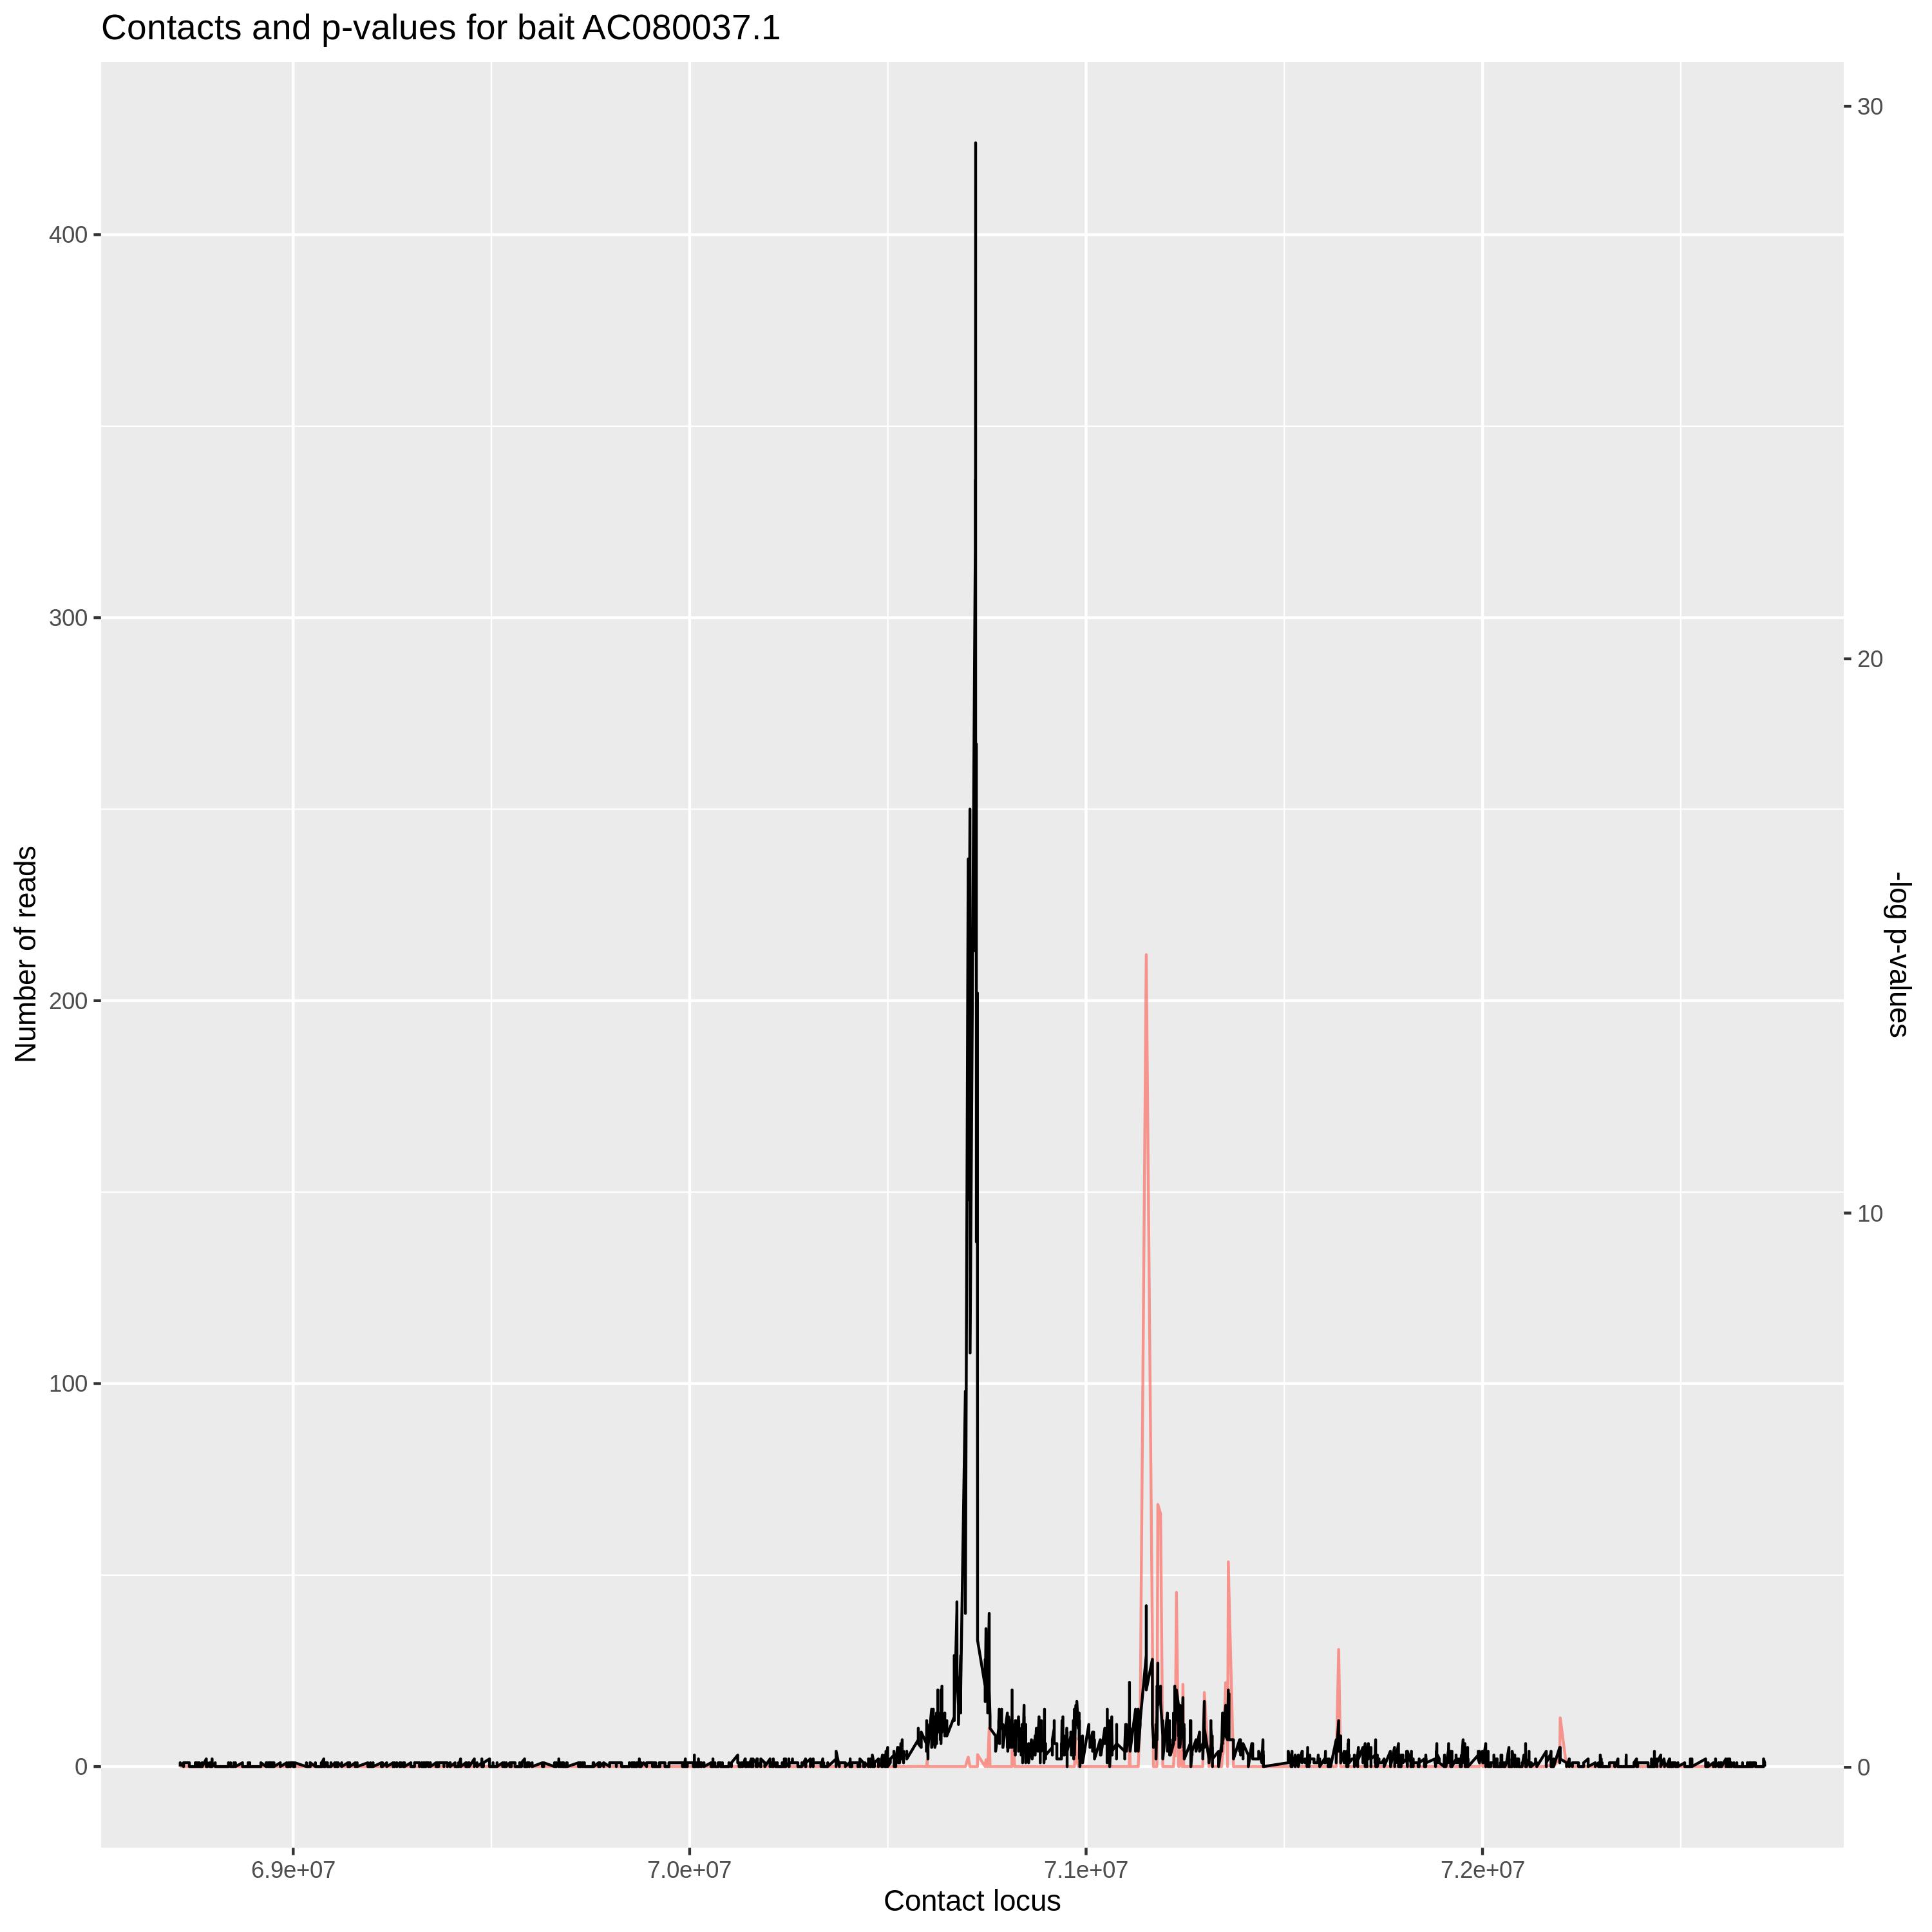 Contacts and p-values for bait AC080037.1
Number of reads
400
300
200
100
0
30
20
10
0
-log p-values
6.9e+07 7.0e+07 7.1e+07 7.2e+07
Contact locus